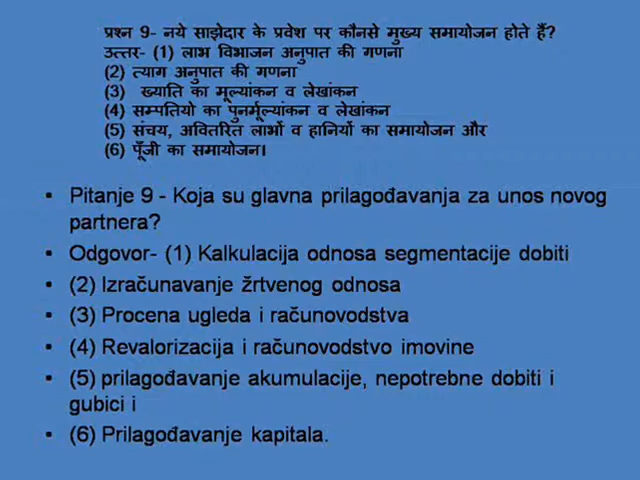 प्रश्न 9- नये साझेदार के प्रवेश पर कौनसे मुख्य समायोजन होते हैं?
उत्तर- (1) लाभ विभाजन अनुपात की गणना
(2) त्याग अनुपात की गणना
(3) ख्याति का मूल्यांकन व लेखांकन
(4) सम्पतियो का पुनर्मूल्यांकन व लेखांकन
(5) संचय, अवितरित लाभों व हानियों का समायोजन और
(6) पूँजी का समायोजन।
• Pitanje 9 - Koja su glavna prilagođavanja za unos novog
partnera?
• Odgovor- (1) Kalkulacija odnosa segmentacije dobiti
• (2) Izračunavanje žrtvenog odnosa
• (3) Procena ugleda i računovodstva
• (4) Revalorizacija i računovodstvo imovine
• (5) prilagođavanje akumulacije, nepotrebne dobiti i
gubici i
• (6) Prilagođavanje kapitala.